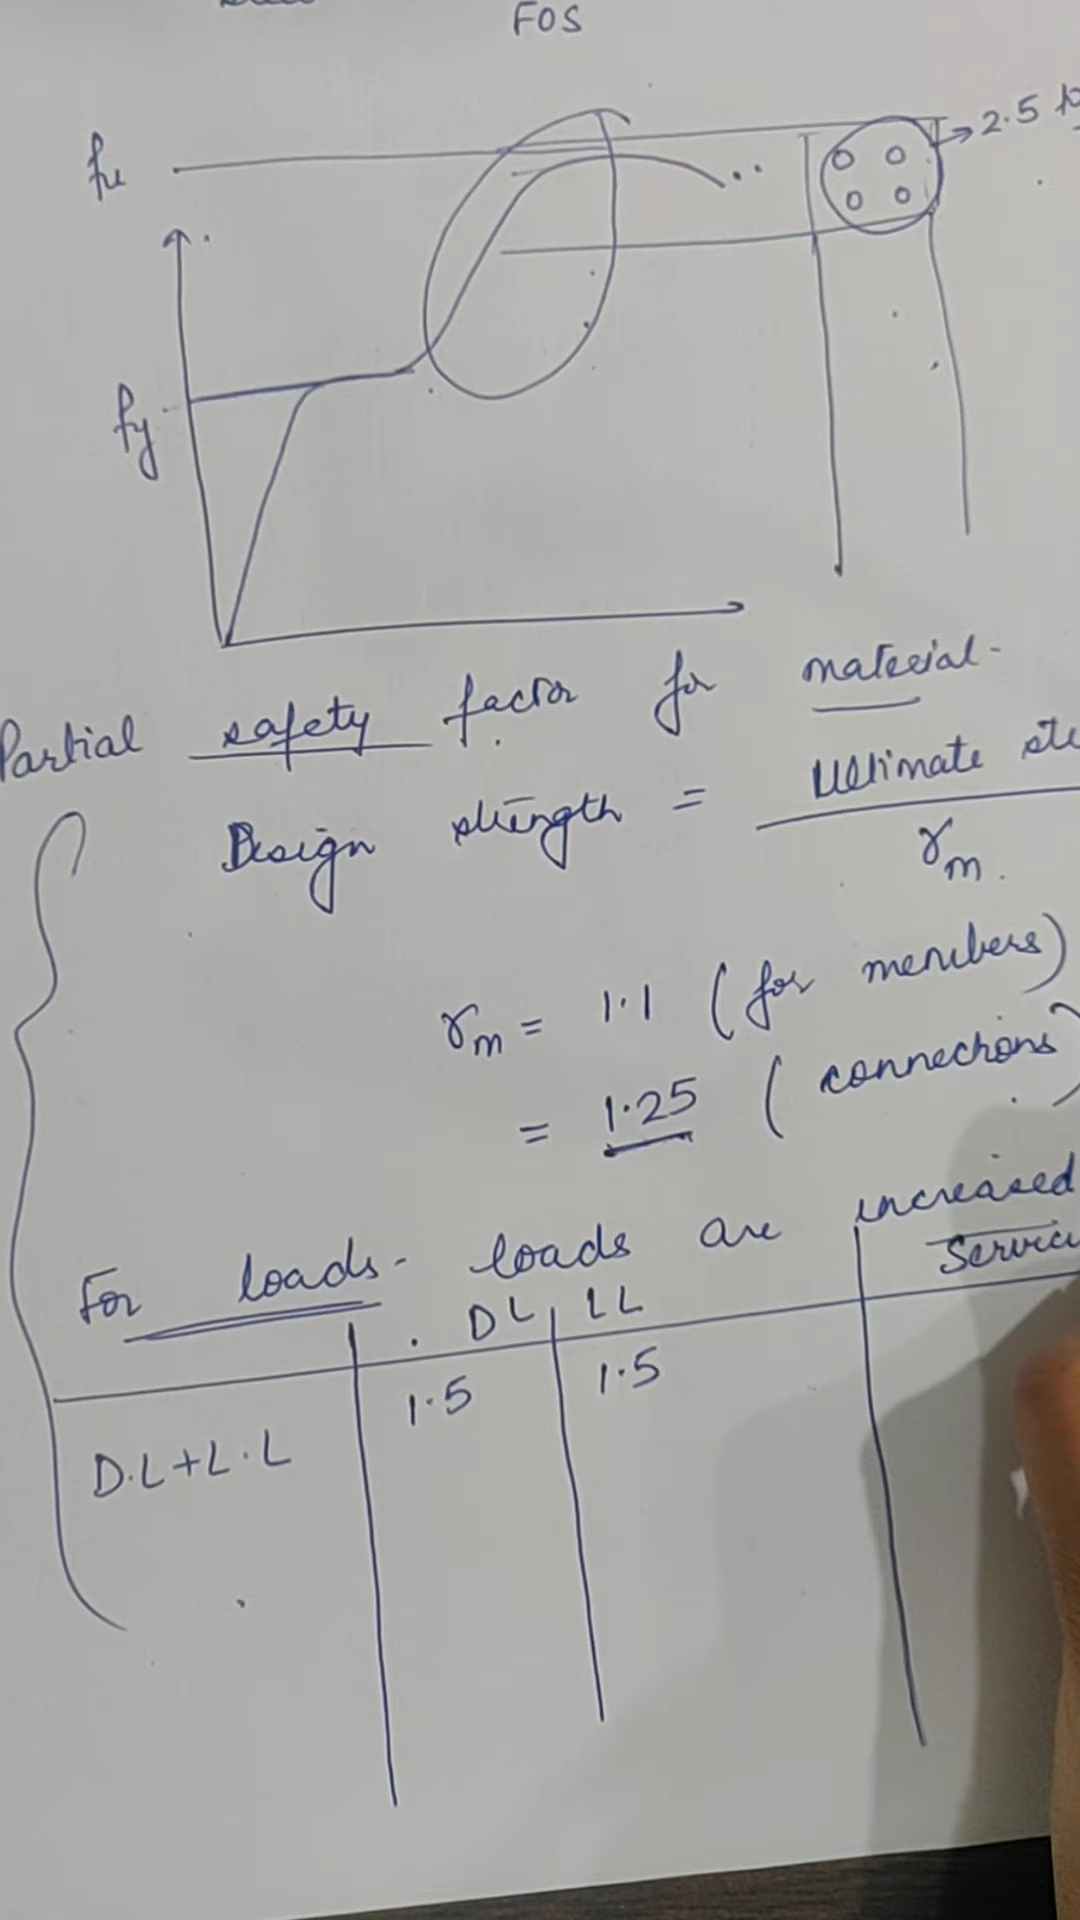 FOS
fu
2.5
fy
Partial safety factor for material-
Design strength = Ultimate
γm.
γm = 1.1 (for members)
= 1.25 (connections)
For loads- loads are increased
DL LL
D.L+L.L 1.5 1.5